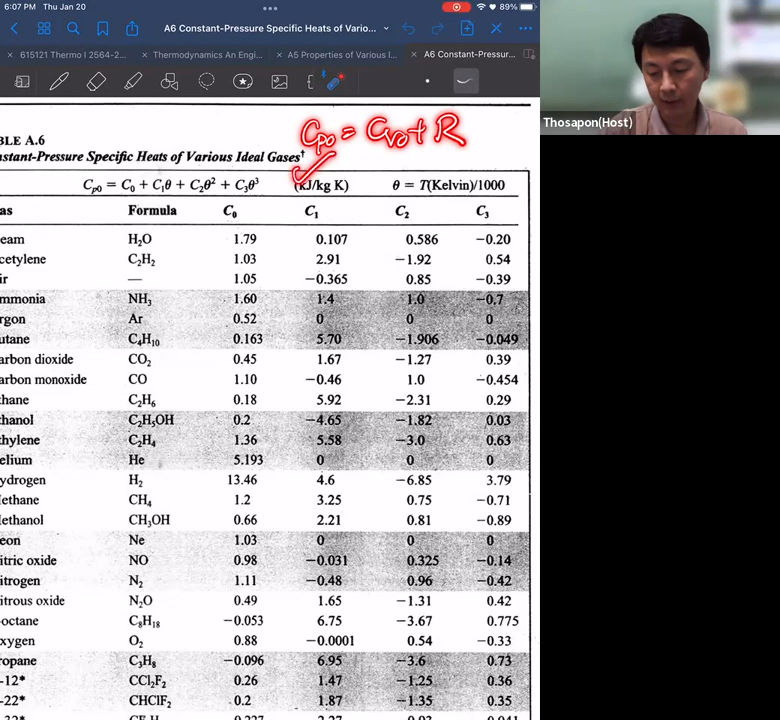 6:07 PM Thu Jan 20
89%
A6 Constant-Pressure Specific Heats of Vario...
615121 Thermo I 2564-2...
Thermodynamics An Engi...
A5 Properties of Various I...
A6 Constant-Pressur...
Thosapon(Host)
Cpo = Cvo + R
BLE A.6
nstant-Pressure Specific Heats of Various Ideal Gases†
Cp0 = C0 + C1θ + C2θ² + C3θ³ (kJ/kg K) θ = T(Kelvin)/1000
as Formula C0 C1 C2 C3
eam H2O 1.79 0.107 0.586 −0.20
cetylene C2H2 1.03 2.91 −1.92 0.54
ir — 1.05 −0.365 0.85 −0.39
mmonia NH3 1.60 1.4 1.0 −0.7
rgon Ar 0.52 0 0 0
utane C4H10 0.163 5.70 −1.906 −0.049
arbon dioxide CO2 0.45 1.67 −1.27 0.39
arbon monoxide CO 1.10 −0.46 1.0 −0.454
thane C2H6 0.18 5.92 −2.31 0.29
thanol C2H5OH 0.2 −4.65 −1.82 0.03
thylene C2H4 1.36 5.58 −3.0 0.63
elium He 5.193 0 0 0
ydrogen H2 13.46 4.6 −6.85 3.79
ethane CH4 1.2 3.25 0.75 −0.71
ethanol CH3OH 0.66 2.21 0.81 −0.89
eon Ne 1.03 0 0 0
itric oxide NO 0.98 −0.031 0.325 −0.14
itrogen N2 1.11 −0.48 0.96 −0.42
itrous oxide N2O 0.49 1.65 −1.31 0.42
-octane C8H18 −0.053 6.75 −3.67 0.775
xygen O2 0.88 −0.0001 0.54 −0.33
ropane C3H8 −0.096 6.95 −3.6 0.73
-12* CCl2F2 0.26 1.47 −1.25 0.36
-22* CHClF2 0.2 1.87 −1.35 0.35